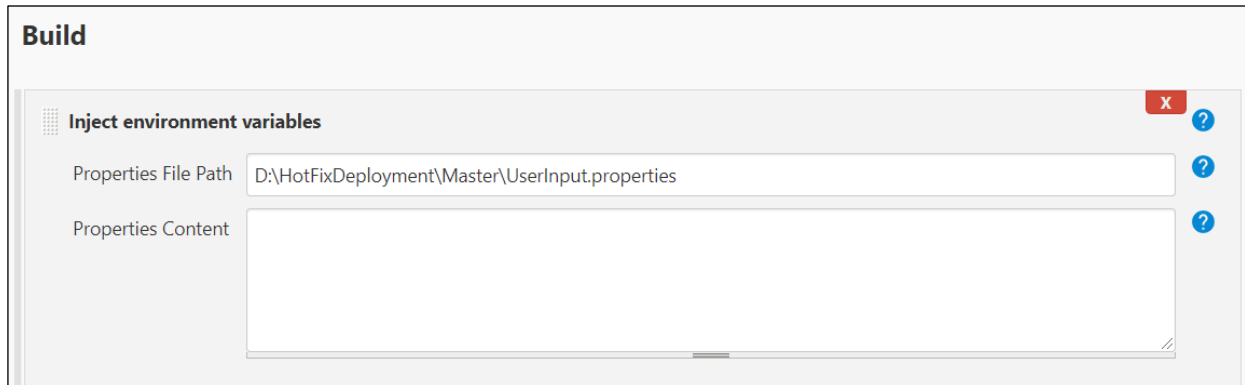 Build
Inject environment variables
X
?
Properties File Path
D:\HotFixDeployment\Master\UserInput.properties
?
Properties Content
?